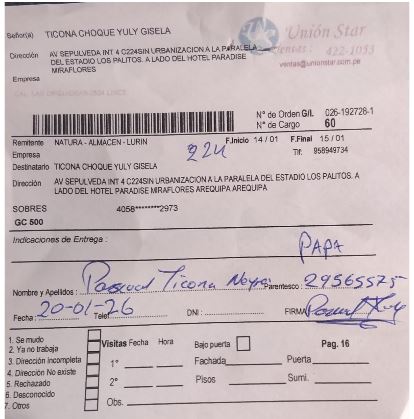 Señor(a) TICONA CHOQUE YULY GISELA
Unión Star
422-1053
ventas@unionstar.com.pe
Dirección AV SEPULVEDA INT 4 C224SIN URBANIZACION A LA PARALELA
DEL ESTADIO LOS PALITOS. A LADO DEL HOTEL PARADISE
MIRAFLORES
Empresa
N° de Orden G/I. 026-192728-1
N° de Cargo 60
Remitente NATURA - ALMACEN - LURIN F.Inicio 14 / 01 F.Final 15 / 01
Empresa 224 Tlf: 958949734
Destinatario TICONA CHOQUE YULY GISELA
Dirección AV SEPULVEDA INT 4 C224SIN URBANIZACION A LA PARALELA DEL ESTADIO LOS PALITOS. A
LADO DEL HOTEL PARADISE MIRAFLORES AREQUIPA AREQUIPA
SOBRES 4058********2973
GC 500
Indicaciones de Entrega :
PAPA
Nombre y Apellidos : Pascual Ticona Neyra Parentesco : 29565575
Fecha : 20-01-26 Telef. DNI : FIRMA
1. Se mudo
2. Ya no trabaja
3. Dirección incompleta
4. Dirección No existe
5. Rechazado
6. Desconocido
7. Otros
Visitas Fecha Hora Bajo puerta Pag. 16
1° Fachada Puerta
2° Pisos Sumi.
Obs.